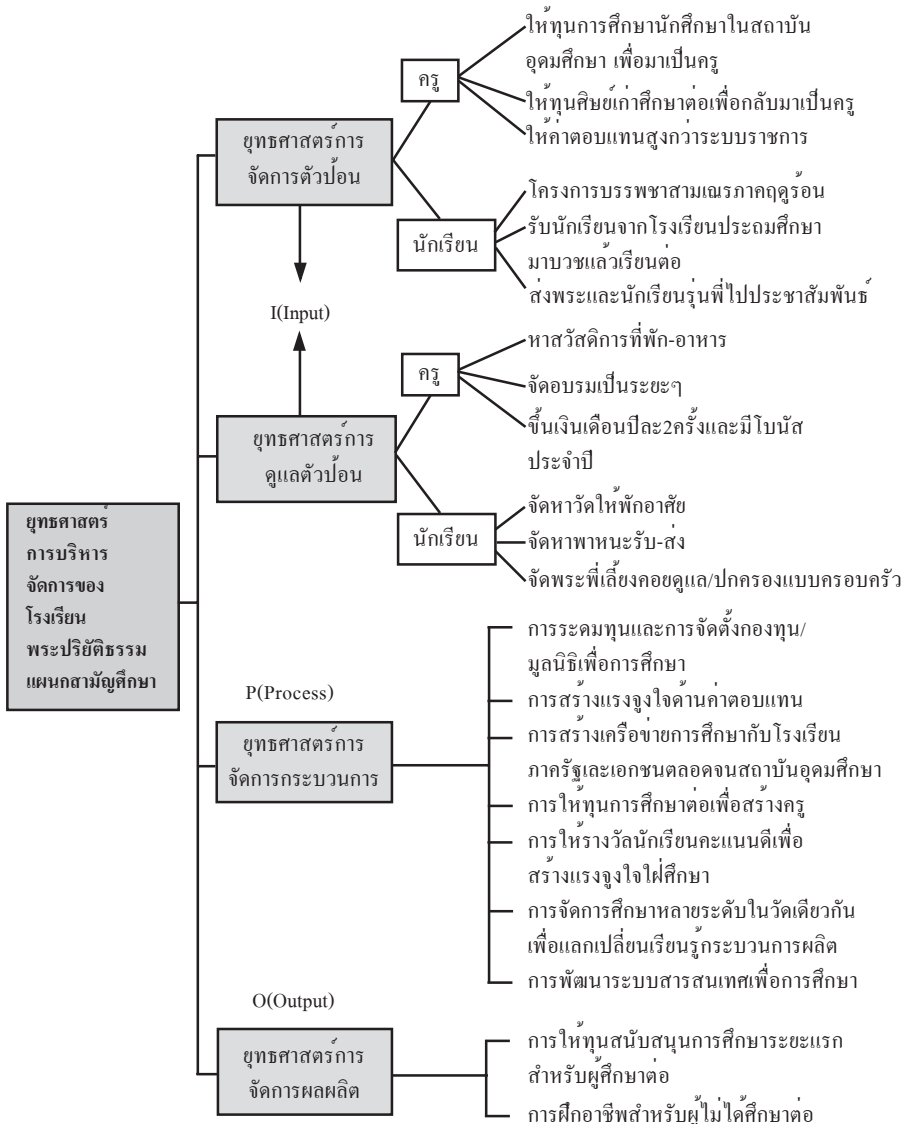 ให้ทุนการศึกษานักศึกษาในสถาบัน
อุดมศึกษา เพื่อมาเป็นครู
ครู
ให้ทุนศิษย์เก่าศึกษาต่อเพื่อกลับมาเป็นครู
ให้ค่าตอบแทนสูงกว่าระบบราชการ
ยุทธศาสตร์การ
จัดการตัวป้อน
โครงการบรรพชาสามเณรภาคฤดูร้อน
นักเรียน
รับนักเรียนจากโรงเรียนประถมศึกษา
มาบวชแล้วเรียนต่อ
ส่งพระและนักเรียนรุ่นพี่ไปประชาสัมพันธ์
I(Input)
หาสวัสดิการที่พัก-อาหาร
ครู
จัดอบรมเป็นระยะๆ
ขึ้นเงินเดือนปีละ2ครั้งและมีโบนัส
ประจำปี
ยุทธศาสตร์การ
ดูแลตัวป้อน
จัดหาวัดให้พักอาศัย
นักเรียน
จัดหาพาหนะรับ-ส่ง
จัดพระพี่เลี้ยงคอยดูแล/ปกครองแบบครอบครัว
ยุทธศาสตร์
การบริหาร
จัดการของ
โรงเรียน
พระปริยัติธรรม
แผนกสามัญศึกษา
P(Process)
ยุทธศาสตร์การ
จัดการกระบวนการ
การระดมทุนและการจัดตั้งกองทุน/
มูลนิธิเพื่อการศึกษา
การสร้างแรงจูงใจด้านค่าตอบแทน
การสร้างเครือข่ายการศึกษากับโรงเรียน
ภาครัฐเละเอกชนตลอดจนสถาบันอุดมศึกษา
การให้ทุนการศึกษาต่อเพื่อสร้างครู
การให้รางวัลนักเรียนคะแนนดีเพื่อ
สร้างแรงจูงใจใฝ่ศึกษา
การจัดการศึกษาหลายระดับในวัดเดียวกัน
เพื่อแลกเปลี่ยนเรียนรู้กระบวนการผลิต
การพัฒนาระบบสารสนเทศเพื่อการศึกษา
O(Output)
ยุทธศาสตร์การ
จัดการผลผลิต
การให้ทุนสนับสนุนการศึกษาระยะแรก
สำหรับผู้ศึกษาต่อ
การฝึกอาชีพสำหรับผู้ไม่ได้ศึกษาต่อ